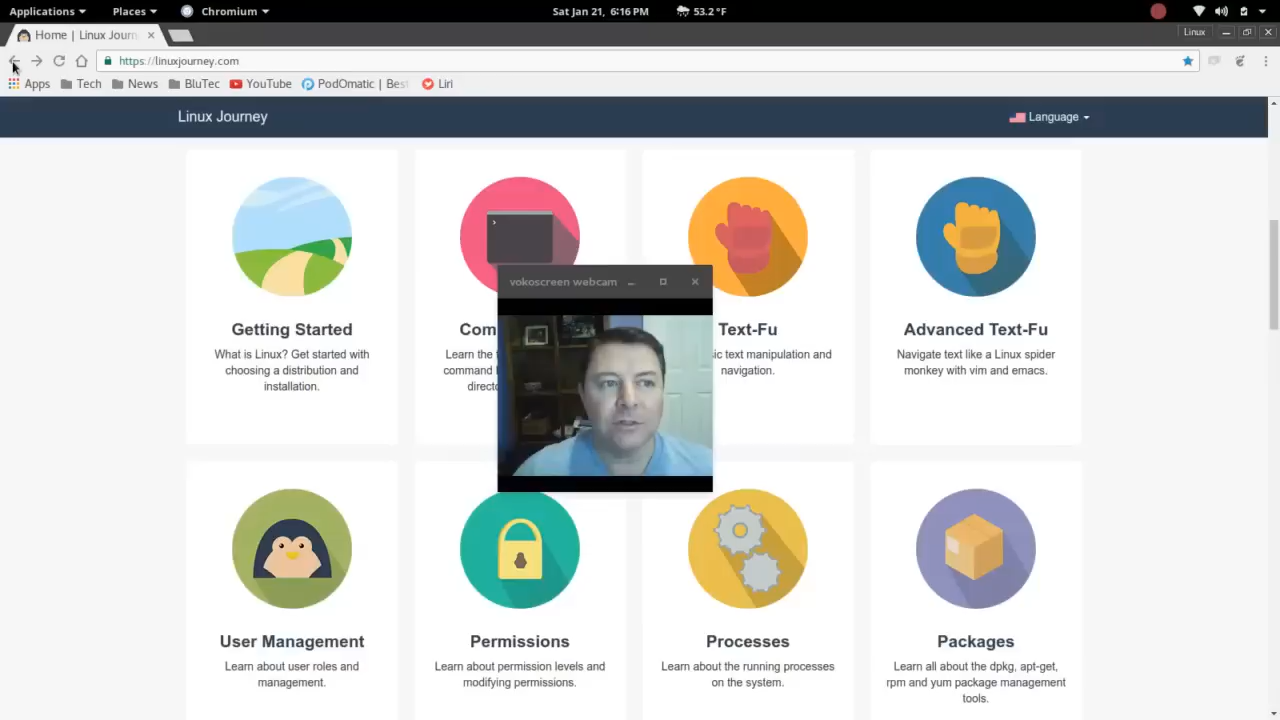 Applications
Places
Chromium
Sat Jan 21, 6:16 PM
53.2 °F
Home | Linux Journ
Linux
https://linuxjourney.com
Apps
Tech
News
BluTec
YouTube
PodOmatic | Bes
Liri
Linux Journey
Language
vokoscreen webcam
Getting Started
What is Linux? Get started with
choosing a distribution and
installation.
Com
Learn the
command
direct
Text-Fu
ic text manipulation and
navigation.
Advanced Text-Fu
Navigate text like a Linux spider
monkey with vim and emacs.
User Management
Learn about user roles and
management.
Permissions
Learn about permission levels and
modifying permissions.
Processes
Learn about the running processes
on the system.
Packages
Learn all about the dpkg, apt-get,
rpm and yum package management
tools.